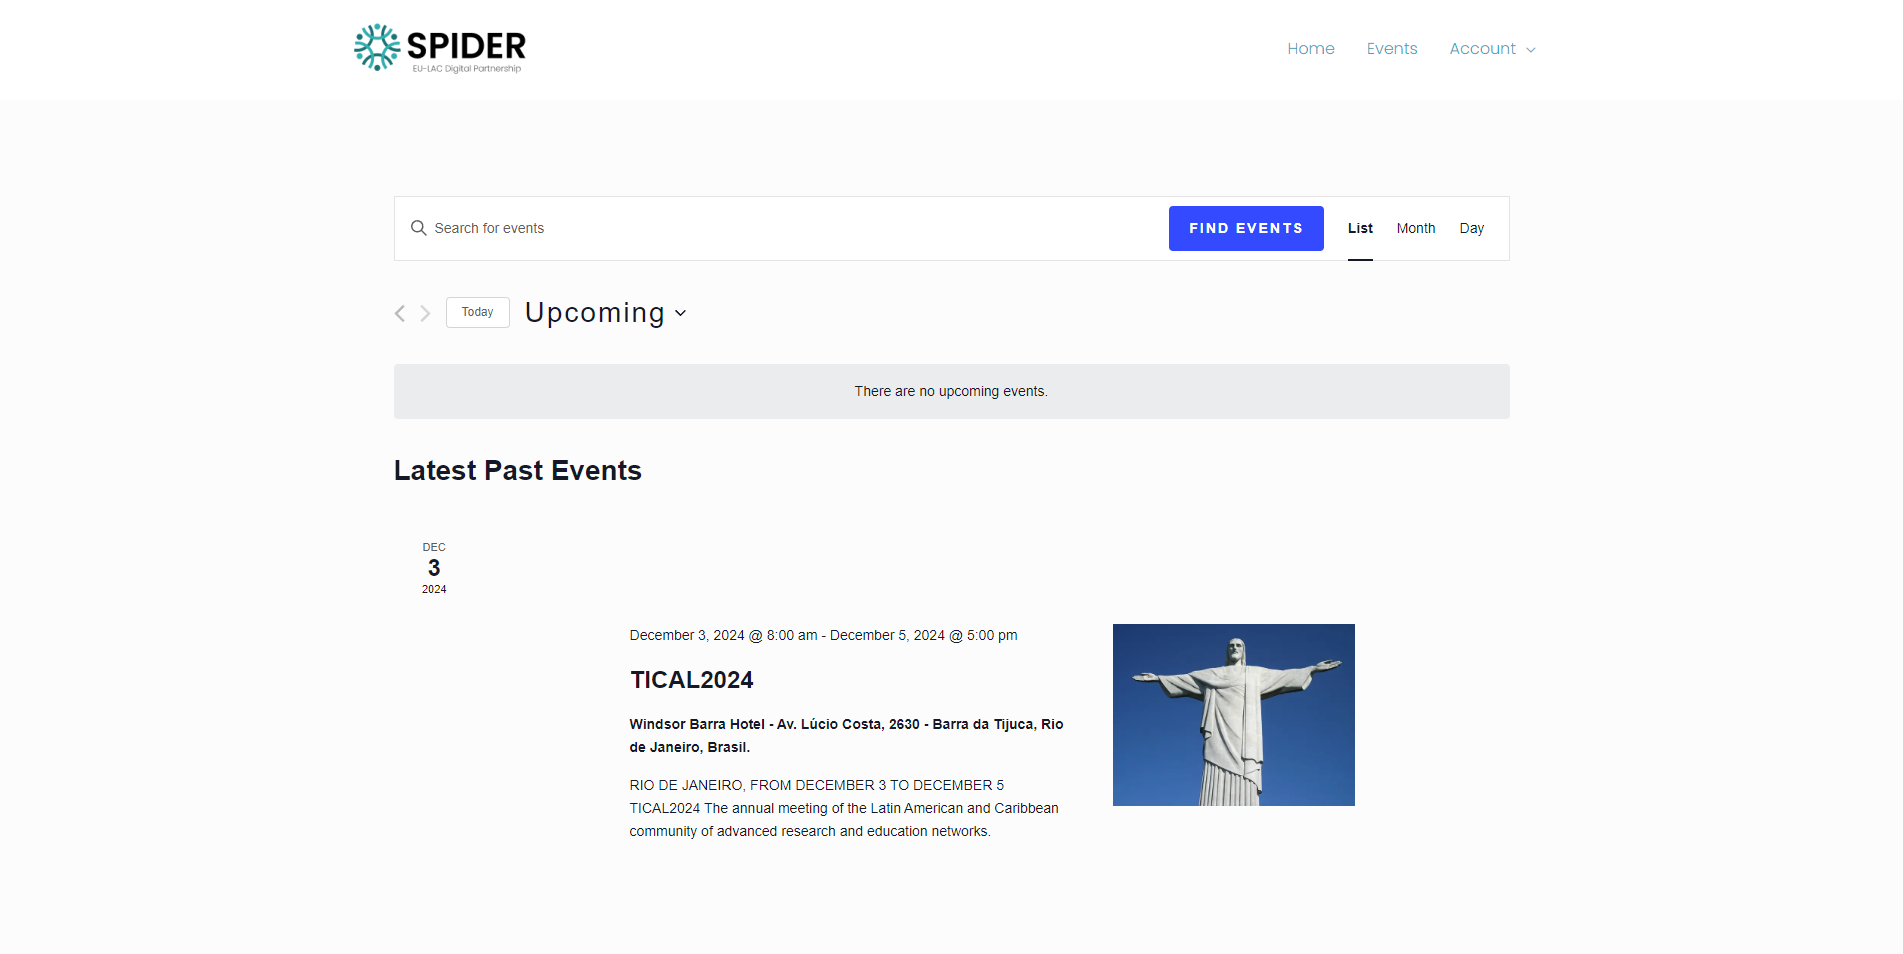 SPIDER
EU-LAC Digital Partnership
Home
Events
Account
Search for events
FIND EVENTS
List
Month
Day
Today
Upcoming
There are no upcoming events.
Latest Past Events
DEC
3
2024
December 3, 2024 @ 8:00 am - December 5, 2024 @ 5:00 pm
TICAL2024
Windsor Barra Hotel - Av. Lúcio Costa, 2630 - Barra da Tijuca, Rio
de Janeiro, Brasil.
RIO DE JANEIRO, FROM DECEMBER 3 TO DECEMBER 5
TICAL2024 The annual meeting of the Latin American and Caribbean
community of advanced research and education networks.